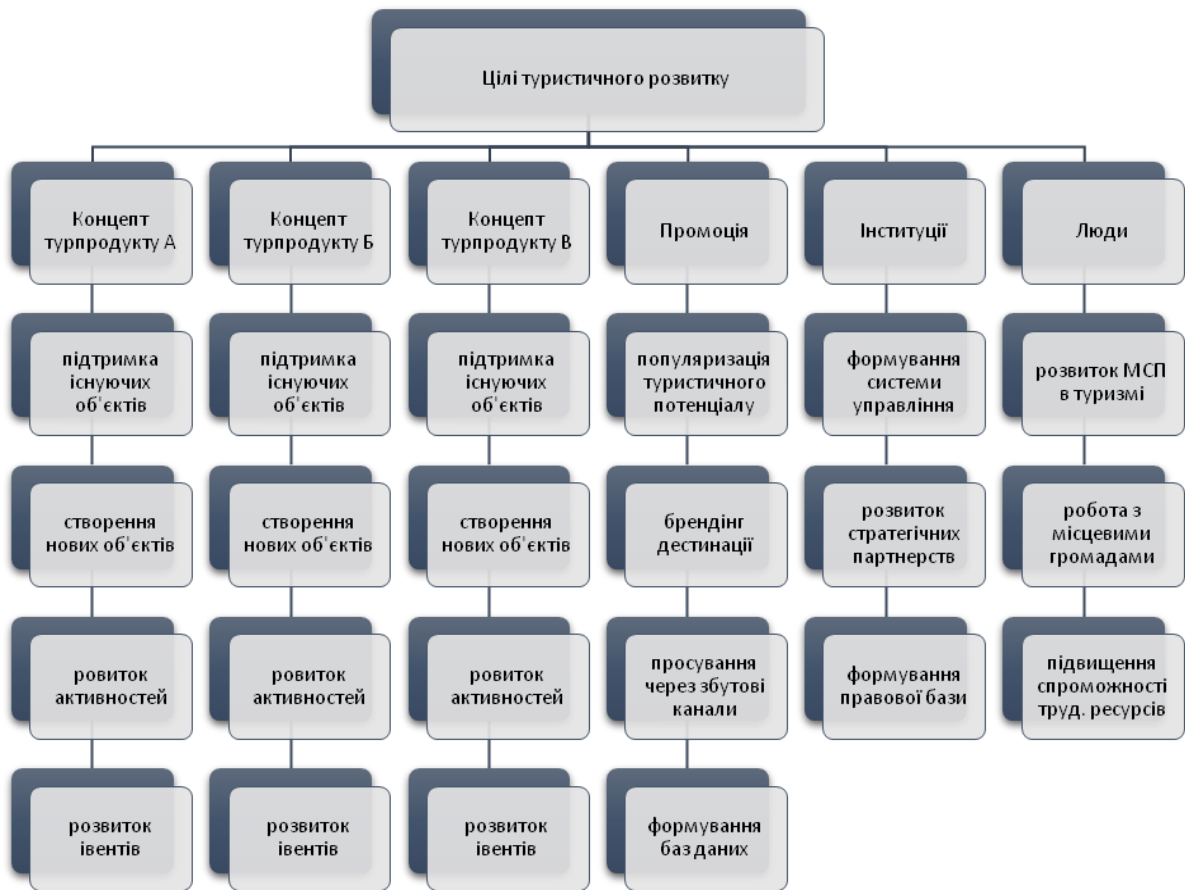 Цілі туристичного розвитку
Концепт
турпродукту А
Концепт
турпродукту Б
Концепт
турпродукту В
Промоція
Інституції
Люди
підтримка
існуючих
об'єктів
підтримка
існуючих
об'єктів
підтримка
існуючих
об'єктів
популяризація
туристичного
потенціалу
формування
системи
управління
розвиток МСП
в туризмі
створення
нових об'єктів
створення
нових об'єктів
створення
нових об'єктів
брендінг
дестинації
розвиток
стратегічних
партнерств
робота з
місцевими
громадами
ровиток
активностей
ровиток
активностей
ровиток
активностей
просування
через збутові
канали
формування
правової бази
підвищення
спроможності
труд. ресурсів
розвиток
івентів
розвиток
івентів
розвиток
івентів
формування
баз даних